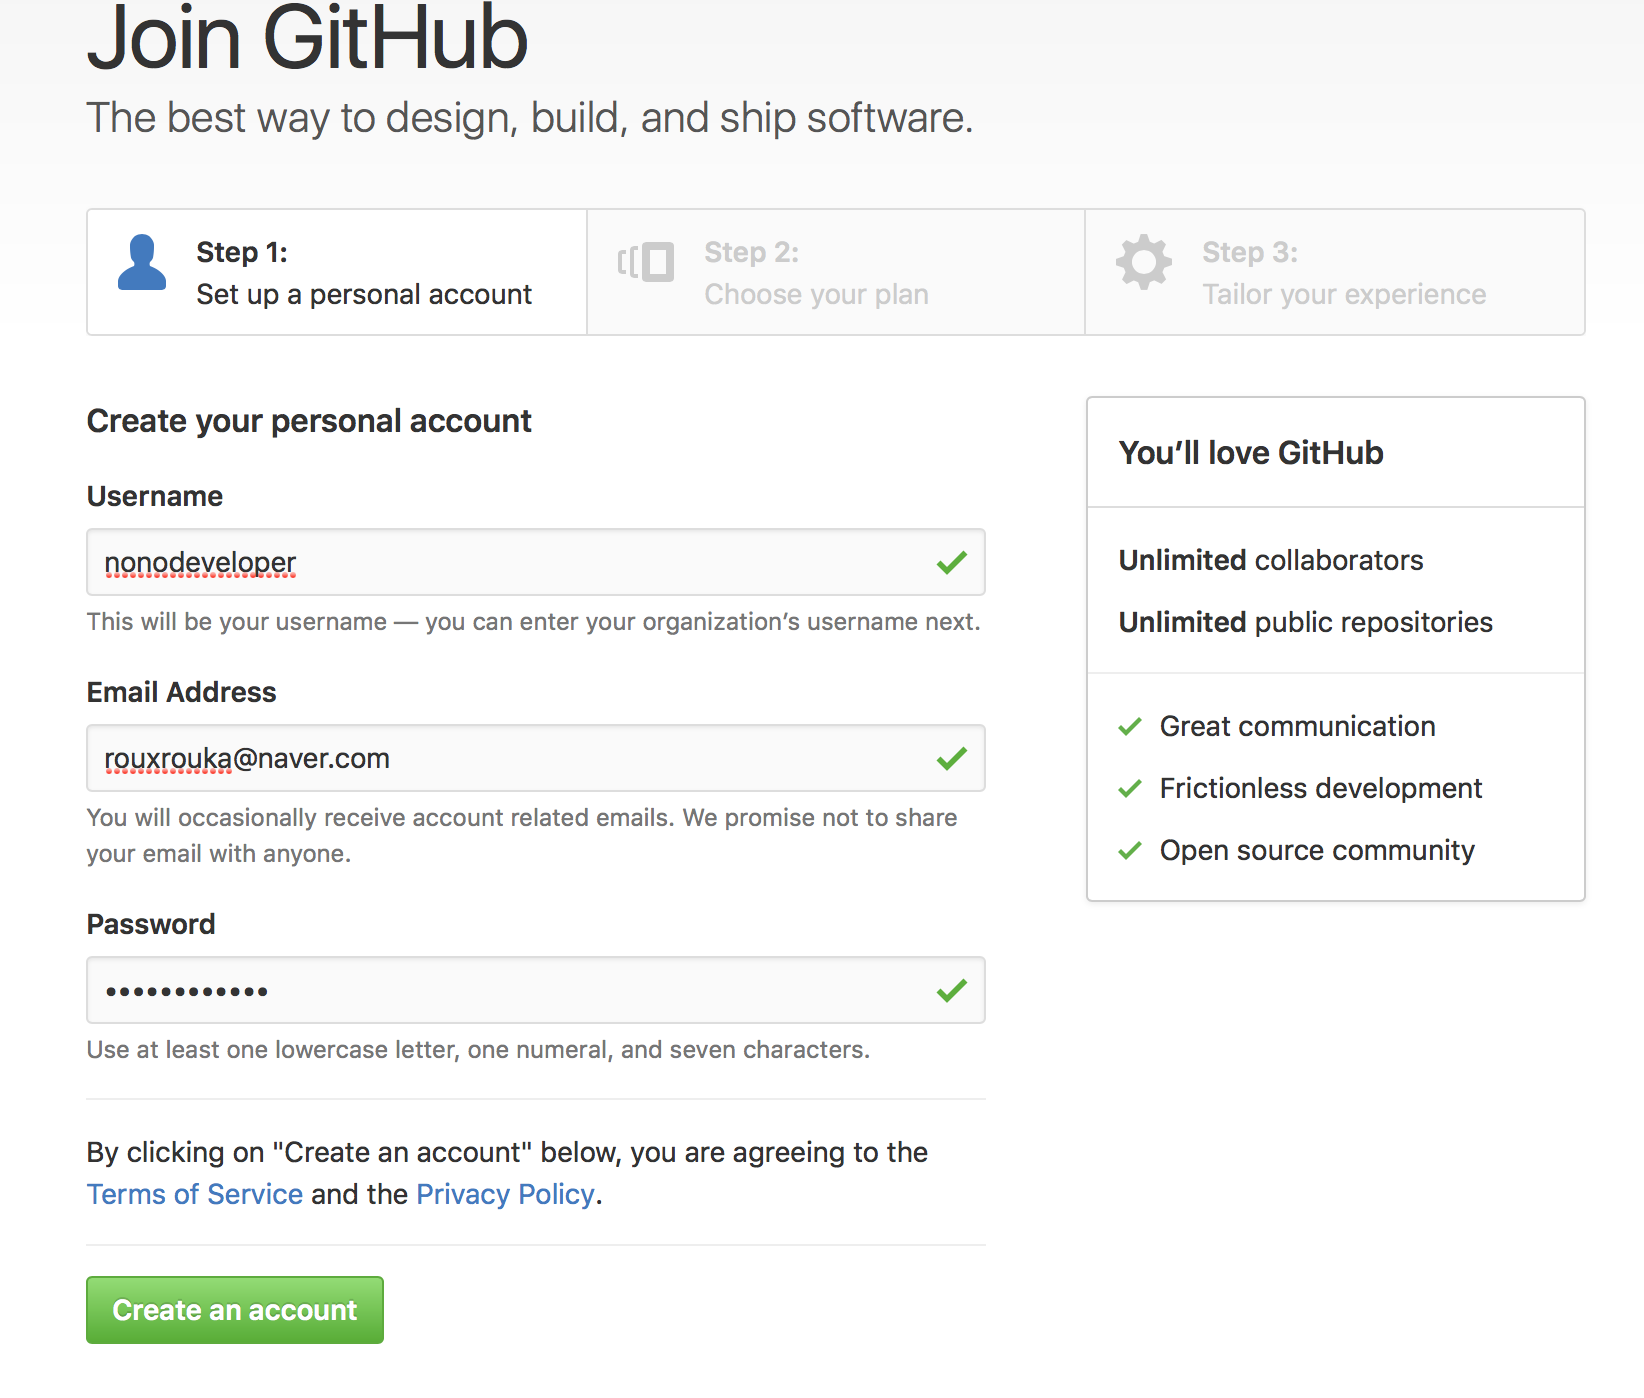 Join GitHub
The best way to design, build, and ship software.
Step 1:
Set up a personal account
Step 2:
Choose your plan
Step 3:
Tailor your experience
Create your personal account
Username
nonodeveloper
This will be your username — you can enter your organization’s username next.
Email Address
rouxrouka@naver.com
You will occasionally receive account related emails. We promise not to share
your email with anyone.
Password
••••••••••••
Use at least one lowercase letter, one numeral, and seven characters.
By clicking on "Create an account" below, you are agreeing to the
Terms of Service and the Privacy Policy.
Create an account
You’ll love GitHub
Unlimited collaborators
Unlimited public repositories
Great communication
Frictionless development
Open source community